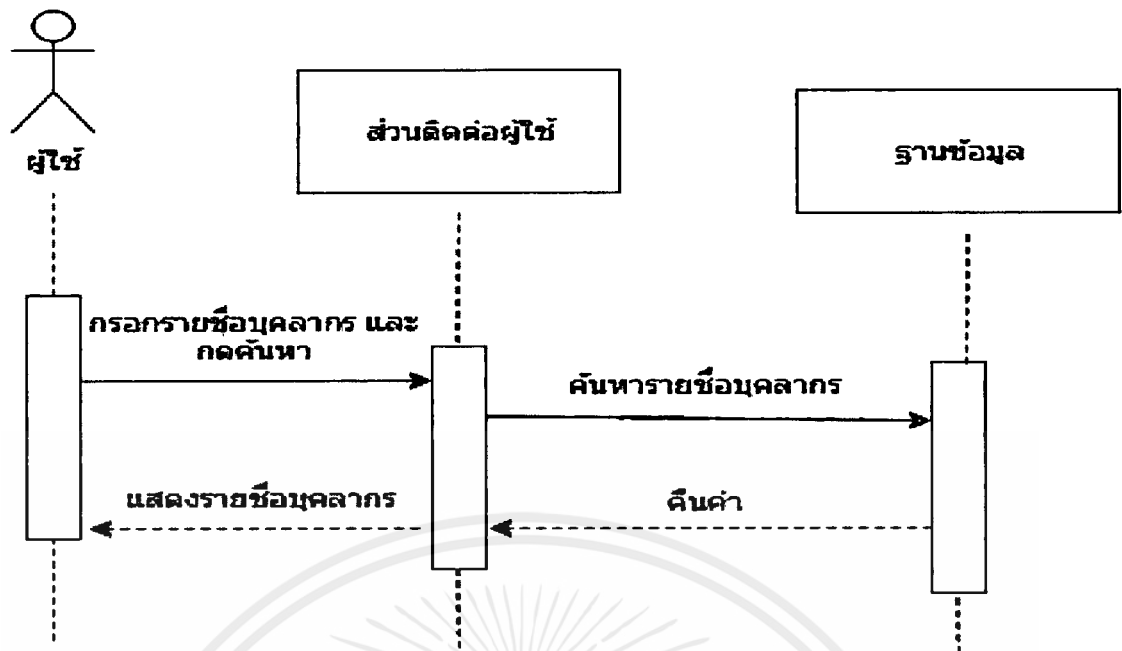 ผู้ใช้
ส่วนติดต่อผู้ใช้
ฐานข้อมูล
กรอกรายชื่อบุคลากร และ
กดค้นหา
ค้นหารายชื่อบุคลากร
แสดงรายชื่อบุคลากร
คืนค่า